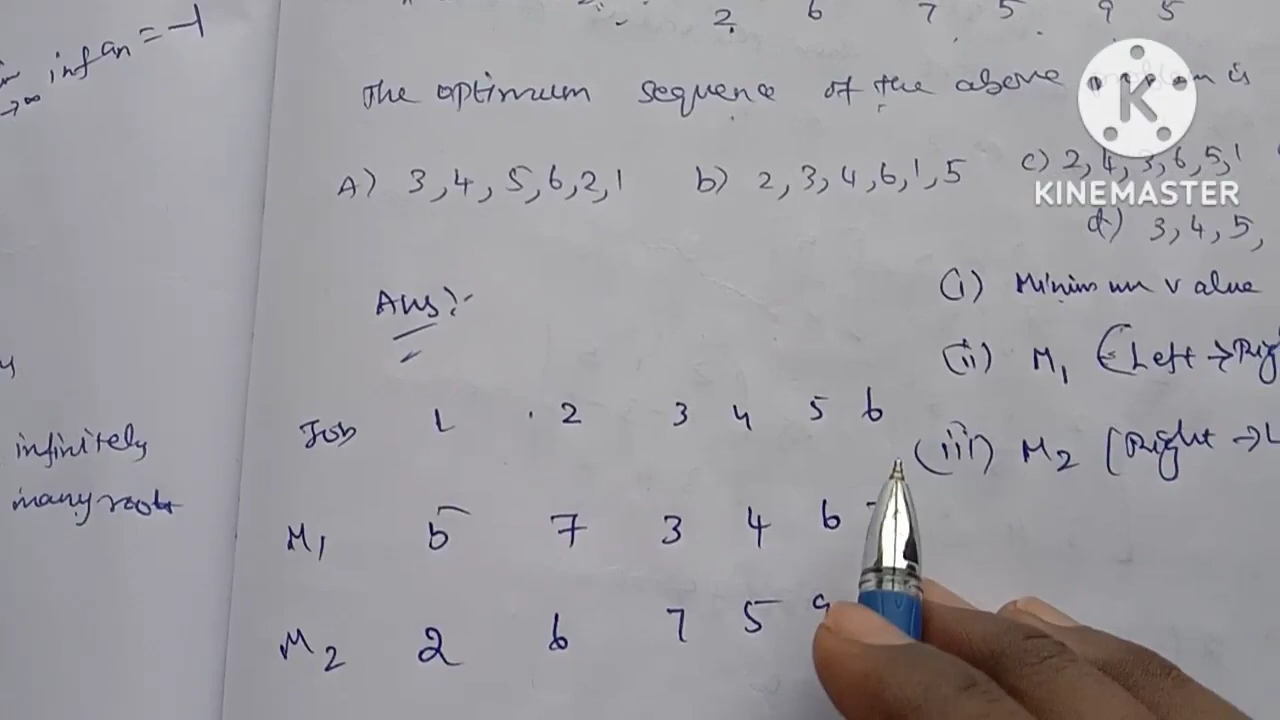 inf an = -1
→∞
2 6 7 5 9 5
The optimum sequence of the above is
A) 3, 4, 5, 6, 2, 1 b) 2, 3, 4, 6, 1, 5 c) 2, 4, 3, 6, 5, 1
KINEMASTER
d) 3, 4, 5,
Ans:-
(i) Minimum value
(ii) M1 (Left →
(iii) M2 (Right →
Job 1 2 3 4 5 6
infinitely
many roots
M1 5 7 3 4 6
M2 2 6 7 5 9